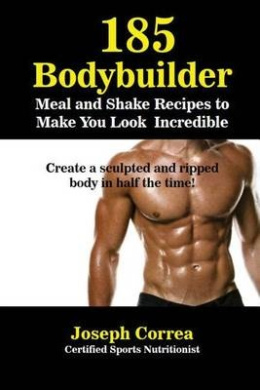 185
Bodybuilder
Meal and Shake Recipes to
Make You Look Incredible
Create a sculpted and ripped
body in half the time!
Joseph Correa
Certified Sports Nutritionist